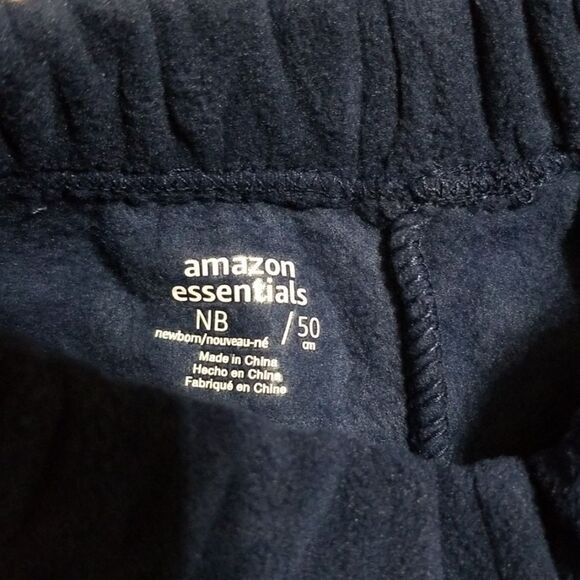 amazon
essentials
NB /50
newborn/nouveau-né cm
Made in China
Hecho en China
Fabriqué en Chine